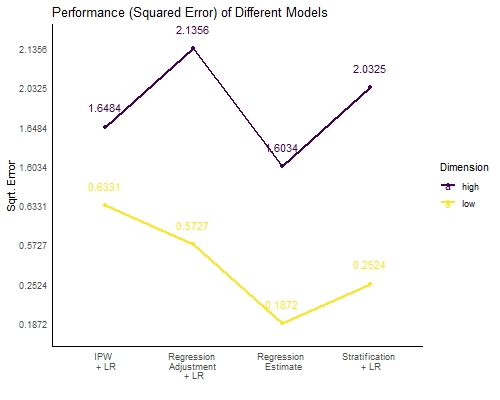 Performance (Squared Error) of Different Models
Sqrt. Error
2.1356
2.0325
1.6484
1.6034
0.6331
0.5727
0.2524
0.1872
1.6484
2.1356
1.6034
2.0325
0.6331
0.5727
0.1872
0.2524
IPW
+ LR
Regression
Adjustment
+ LR
Regression
Estimate
Stratification
+ LR
Dimension
a high
a low